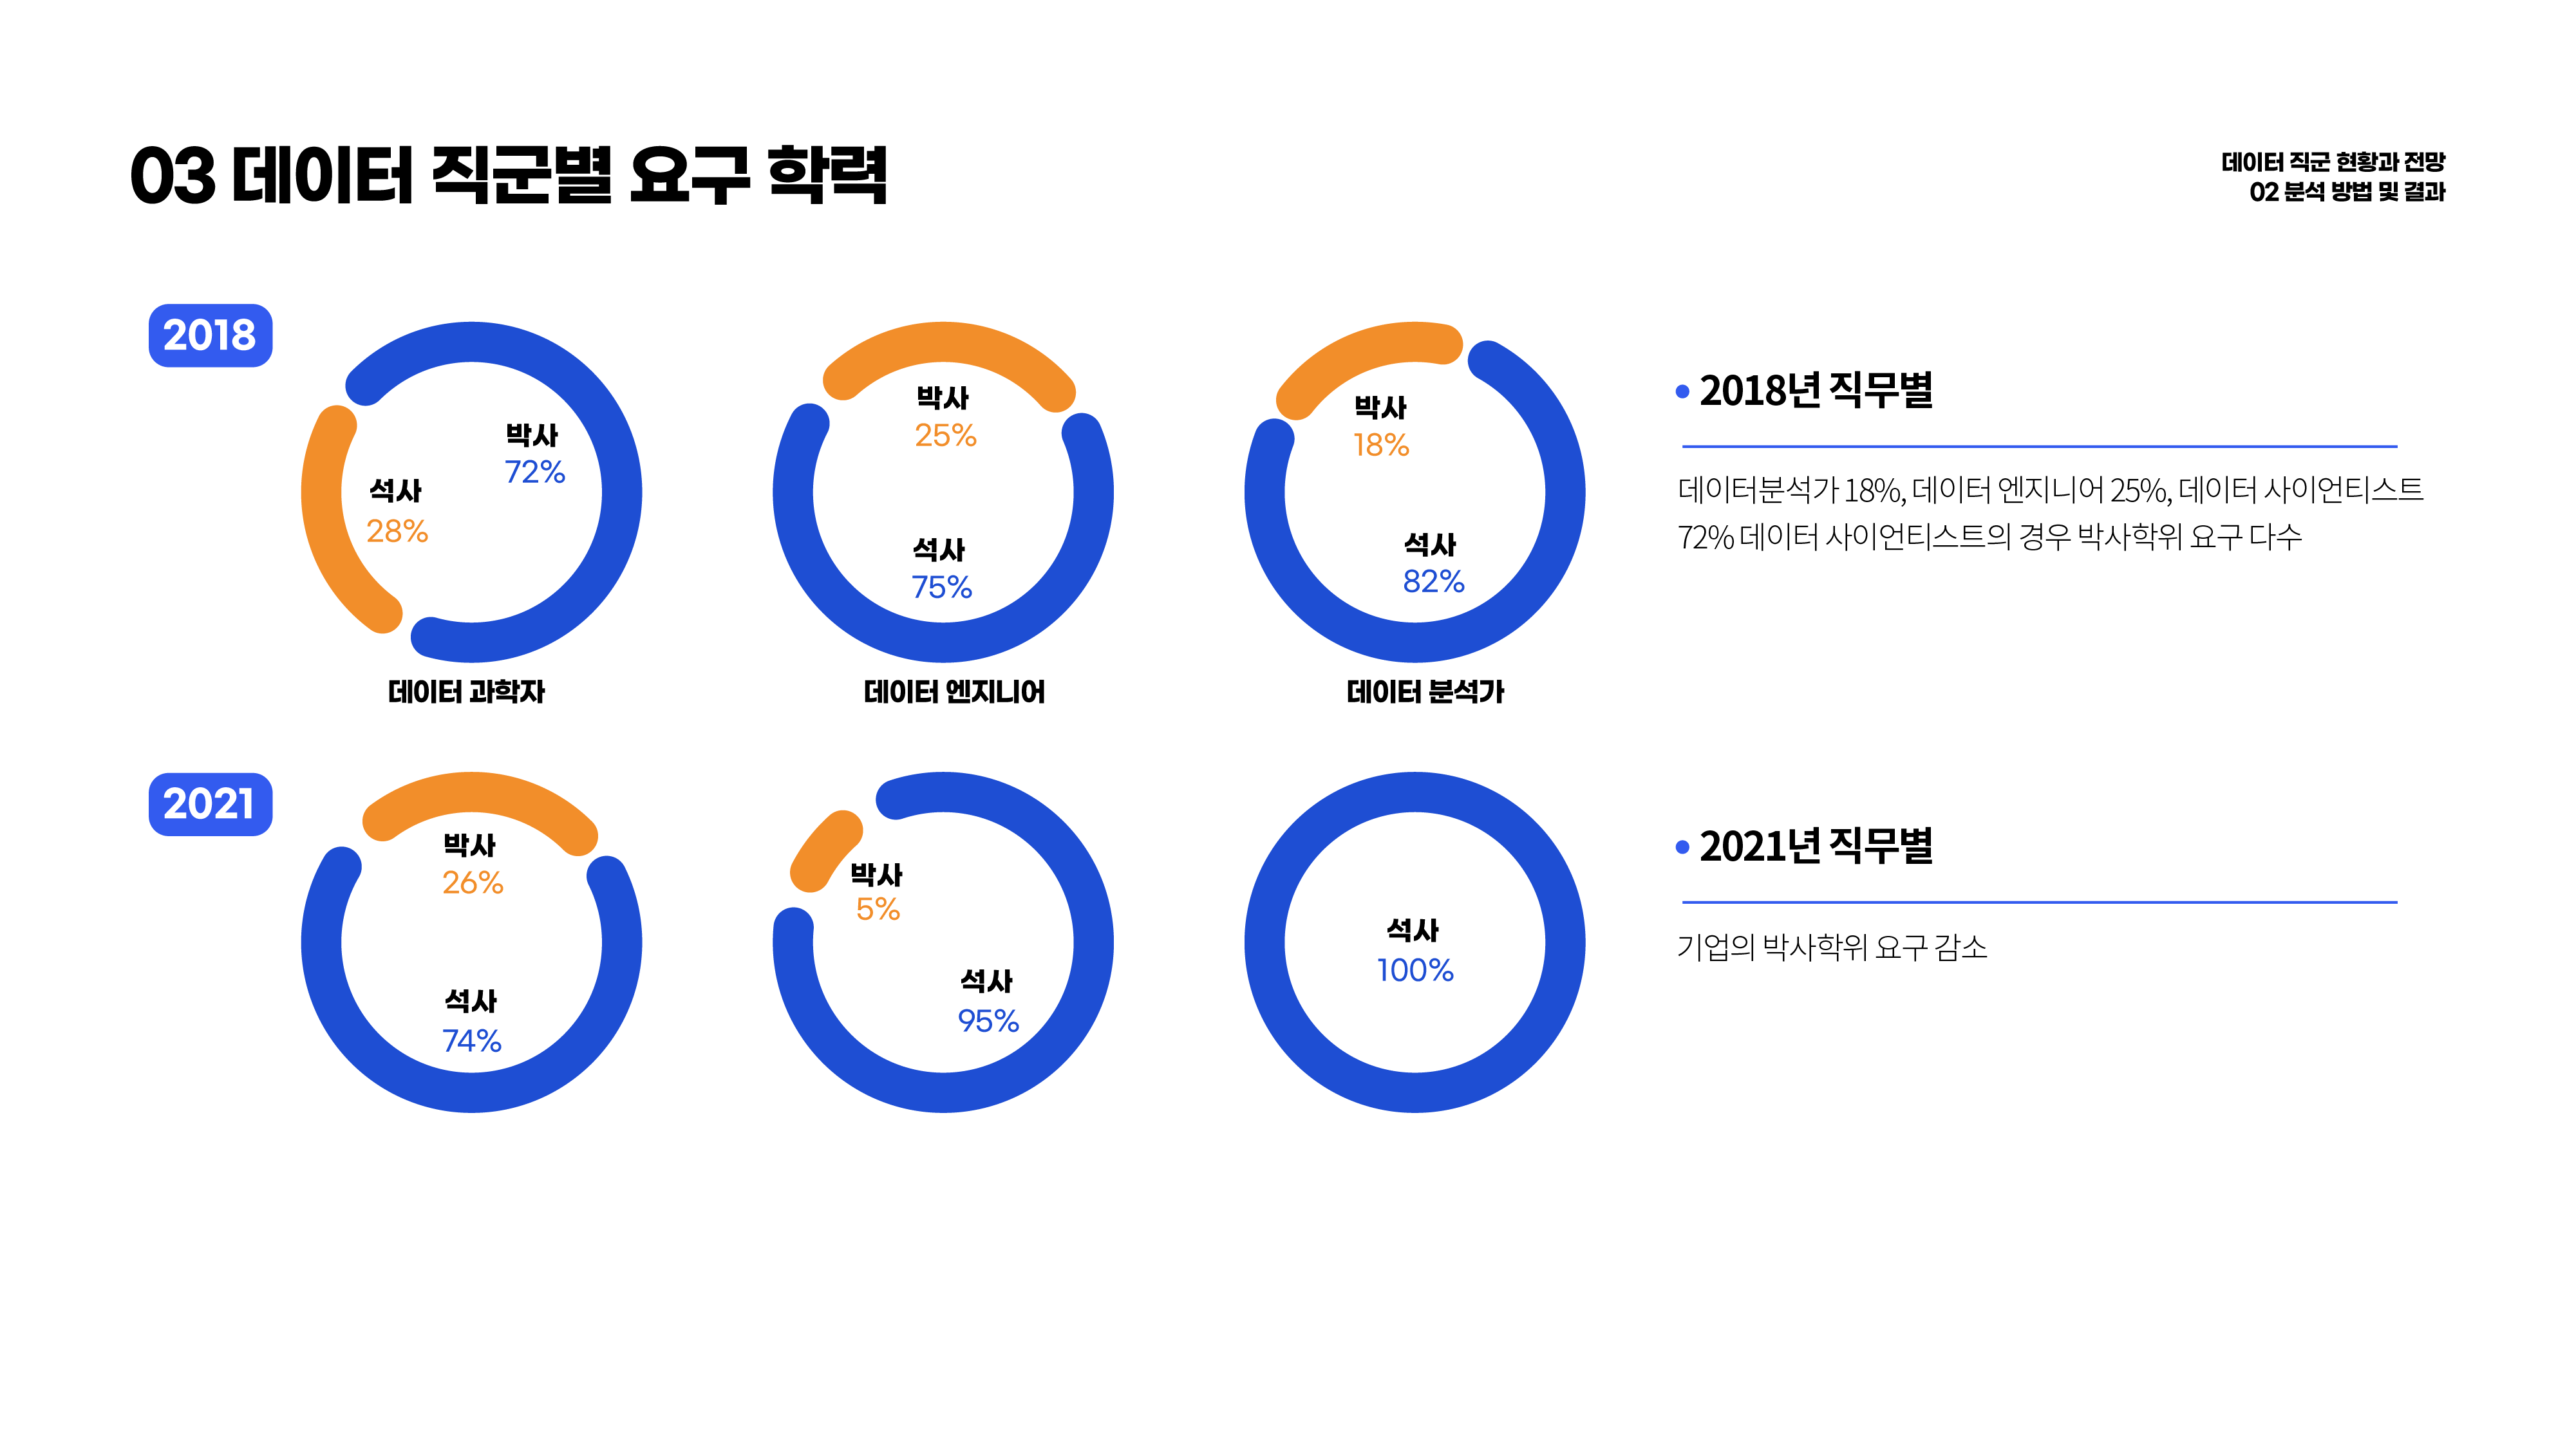 03 데이터 직군별 요구 학력
데이터 직군 현황과 전망
02 분석 방법 및 결과
2018
박사
72%
석사
28%
데이터 과학자
박사
25%
석사
75%
데이터 엔지니어
박사
18%
석사
82%
데이터 분석가
2018년 직무별
데이터분석가 18%, 데이터 엔지니어 25%, 데이터 사이언티스트
72% 데이터 사이언티스트의 경우 박사학위 요구 다수
2021
박사
26%
석사
74%
박사
5%
석사
95%
석사
100%
2021년 직무별
기업의 박사학위 요구 감소